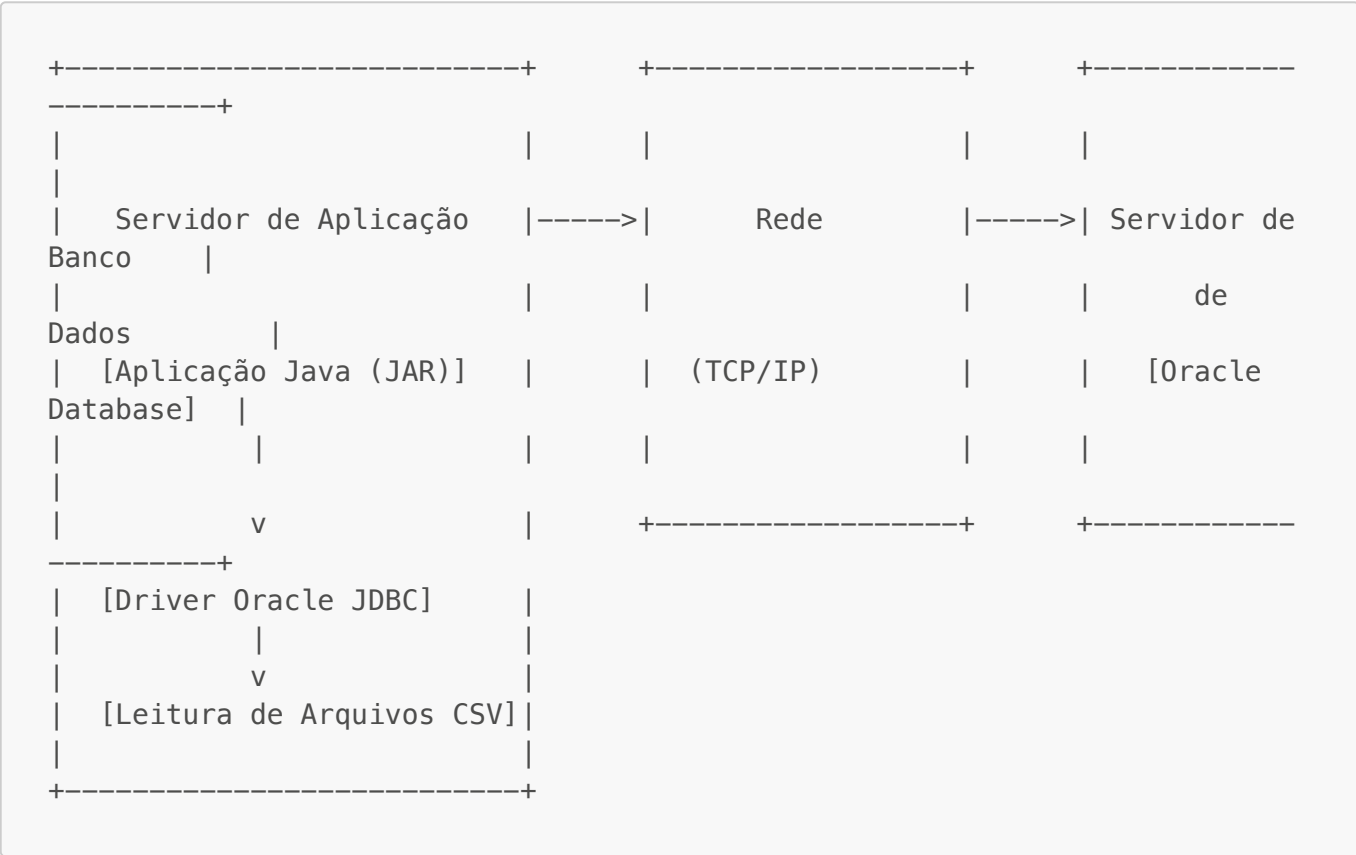 +---------------------------+      +------------------+      +------------
----------+
|                           |      |                  |      |
|
|   Servidor de Aplicação   |----->|      Rede        |----->| Servidor de
Banco    |
|                           |      |                  |      |      de
Dados        |
|  [Aplicação Java (JAR)]   |      |  (TCP/IP)        |      |   [Oracle
Database]  |
|           |               |      |                  |      |
|
|           v               |      +------------------+      +------------
----------+
|  [Driver Oracle JDBC]     |
|           |               |
|           v               |
|  [Leitura de Arquivos CSV]|
|                           |
+---------------------------+